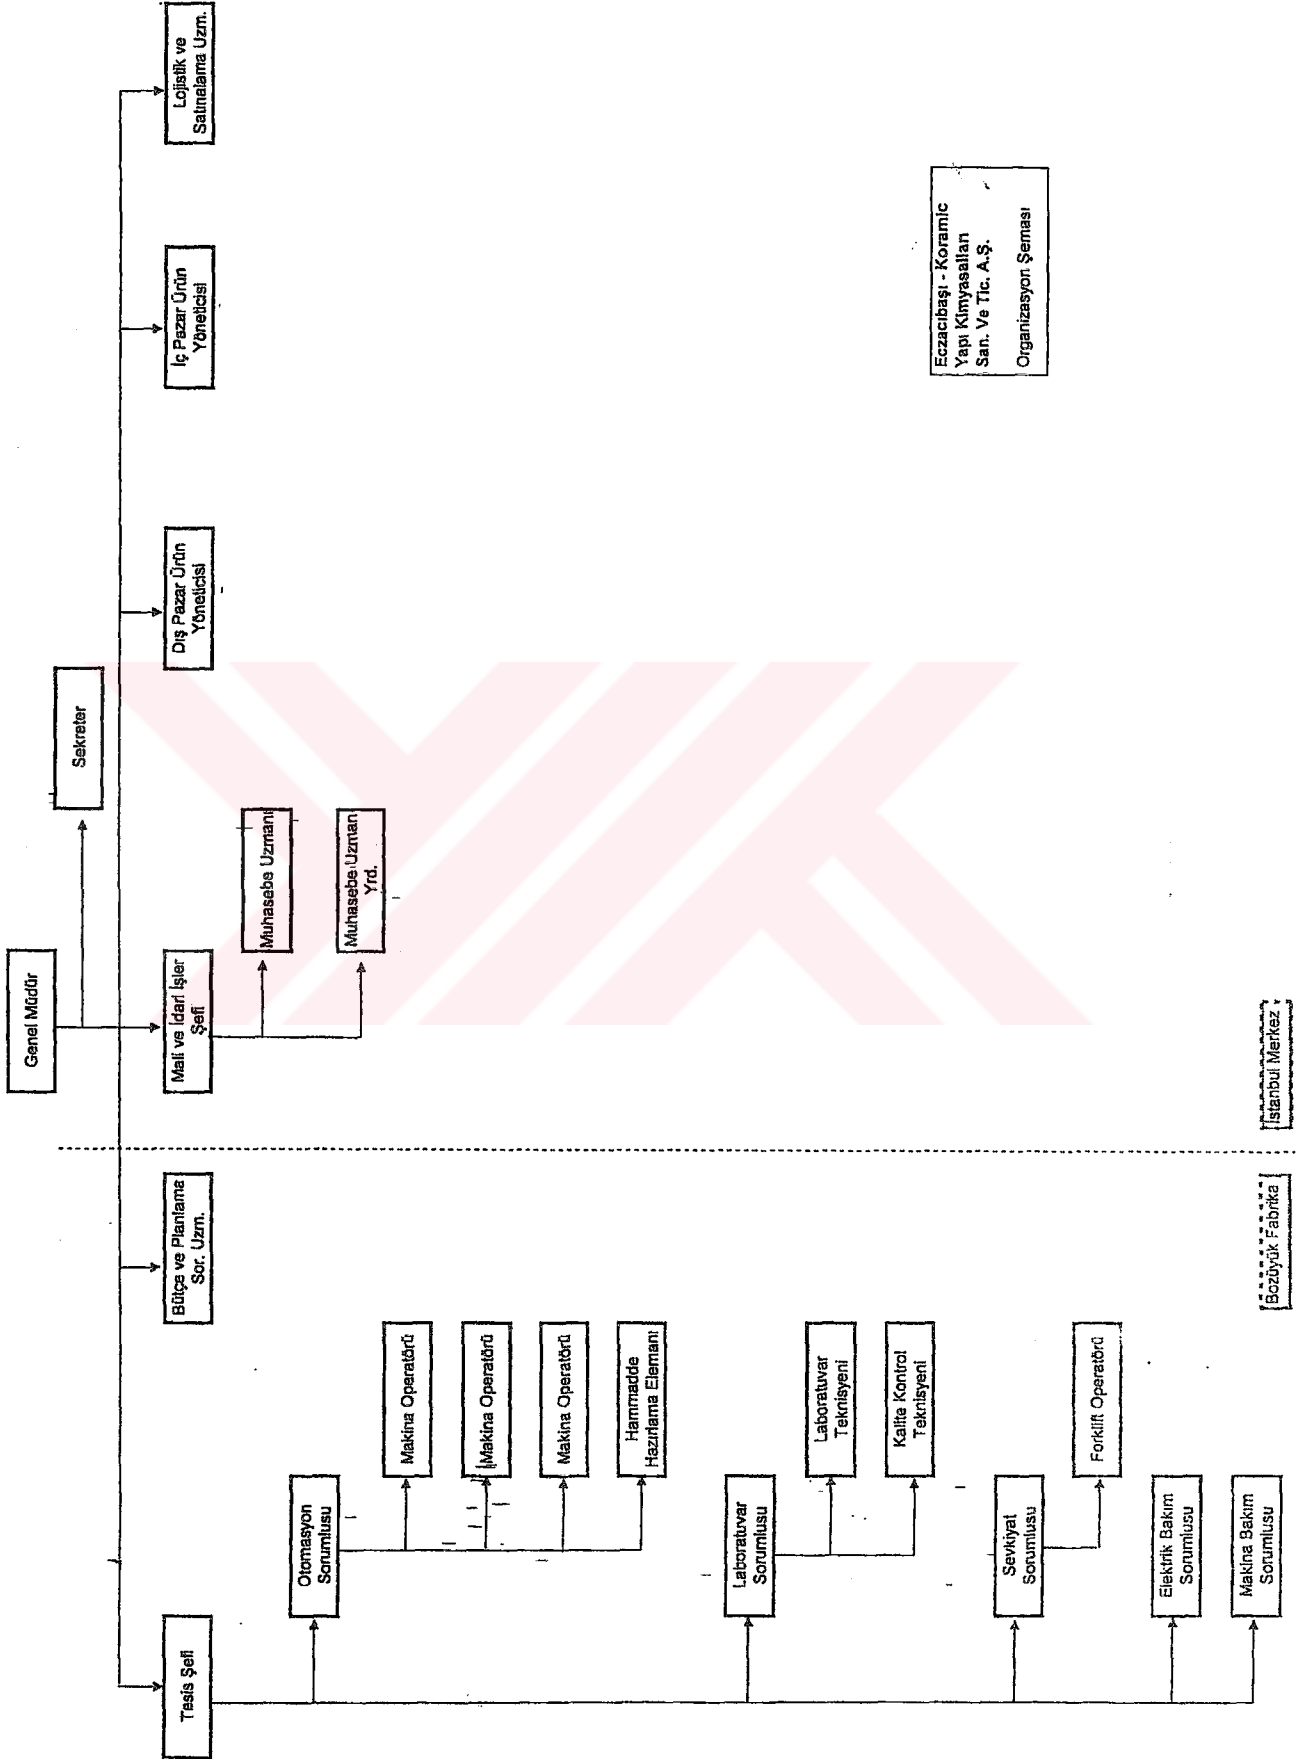 Genel Müdür
Sekreter
Tesis Şefi
Bütçe ve Planlama
Sor. Uzm.
Mali ve İdari İşler
Şefi
Dış Pazar Ürün
Yöneticisi
İç Pazar Ürün
Yöneticisi
Lojistik ve
Satınalama Uzm.
Muhasebe Uzmanı
Muhasebe Uzman
Yrd.
Otomasyon
Sorumlusu
Makina Operatörü
Makina Operatörü
Makina Operatörü
Hammadde
Hazırlama Elemanı
Laboratuvar
Sorumlusu
Laboratuvar
Teknisyeni
Kalite Kontrol
Teknisyeni
Sevkiyat
Sorumlusu
Forklift Operatörü
Elektrik Bakım
Sorumlusu
Makina Bakım
Sorumlusu
Eczacıbaşı - Koramic
Yapı Kimyasalları
San. Ve Tic. A.Ş.
Organizasyon Şeması
Bozüyük Fabrika
İstanbul Merkez